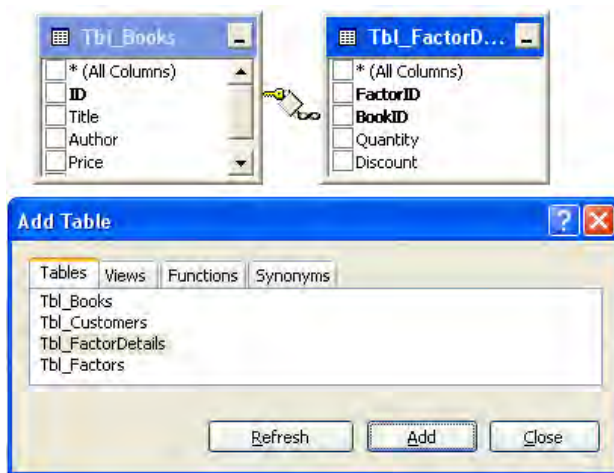 Tbl_Books
* (All Columns)
ID
Title
Author
Price
Tbl_FactorD...
* (All Columns)
FactorID
BookID
Quantity
Discount
Add Table
Tables Views Functions Synonyms
Tbl_Books
Tbl_Customers
Tbl_FactorDetails
Tbl_Factors
Refresh Add Close